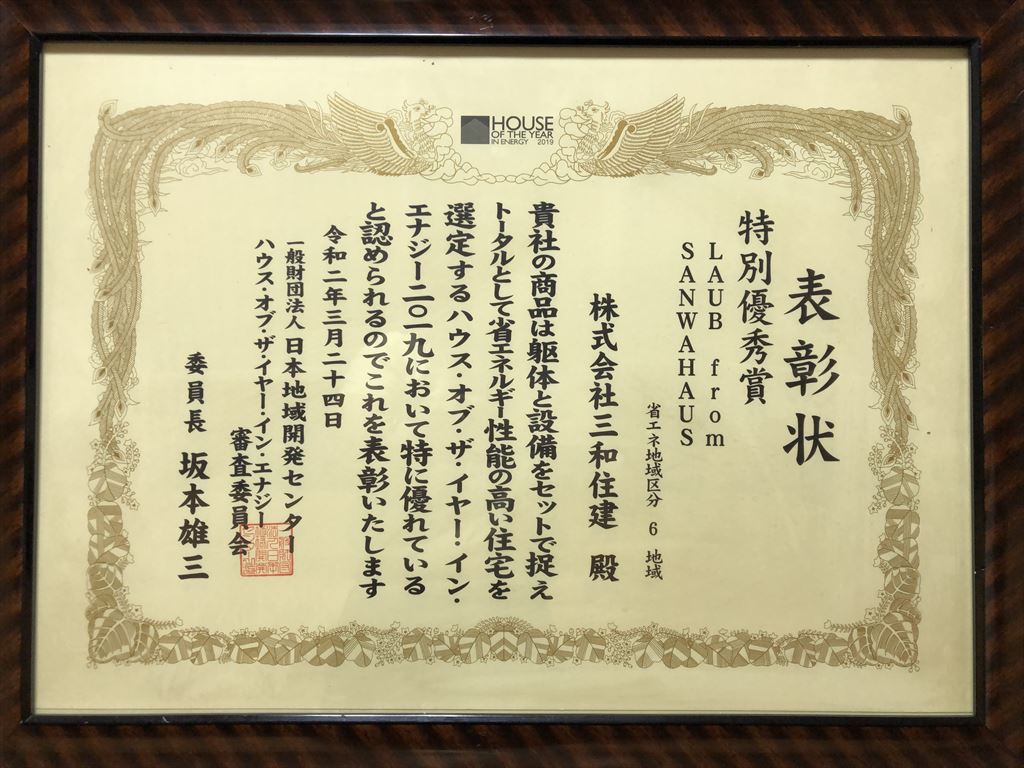 HOUSE
OF THE YEAR
IN ENERGY 2019
表彰状
特別優秀賞
LAUB from
SANWAHAUS
省エネ地域区分 6 地域
株式会社三和住建 殿
貴社の商品は躯体と設備をセットで捉え
トータルとして省エネルギー性能の高い住宅を
選定するハウス・オブ・ザ・イヤー・イン・
エナジー二〇一九において特に優れている
と認められるのでこれを表彰いたします
令和二年三月二十四日
一般財団法人 日本地域開発センター
ハウス・オブ・ザ・イヤー・イン・エナジー
審査委員会
委員長 坂本雄三